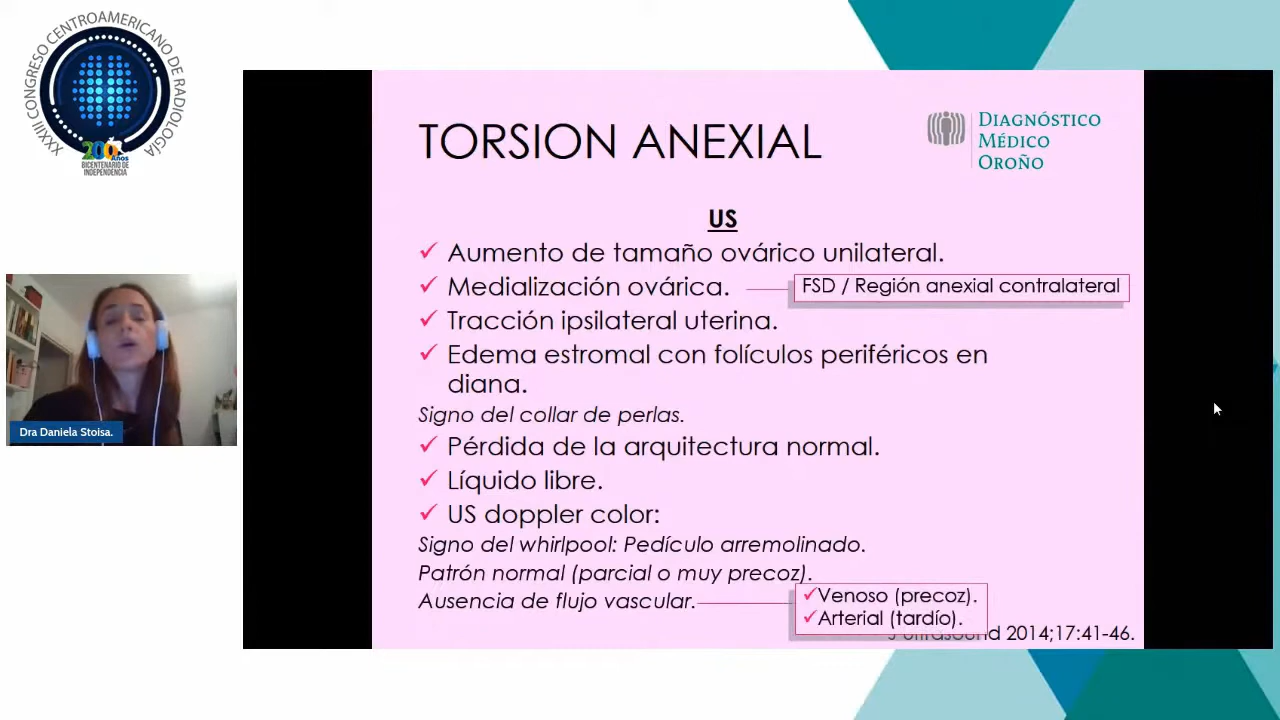 XXXIII CONGRESO CENTROAMERICANO DE RADIOLOGÍA
200 Años
BICENTENARIO DE
INDEPENDENCIA
Dra Daniela Stoisa.
TORSION ANEXIAL
DIAGNÓSTICO
MÉDICO
OROÑO
US
✓ Aumento de tamaño ovárico unilateral.
✓ Medialización ovárica.
FSD / Región anexial contralateral
✓ Tracción ipsilateral uterina.
✓ Edema estromal con folículos periféricos en
diana.
Signo del collar de perlas.
✓ Pérdida de la arquitectura normal.
✓ Líquido libre.
✓ US doppler color:
Signo del whirlpool: Pedículo arremolinado.
Patrón normal (parcial o muy precoz).
Ausencia de flujo vascular.
✓Venoso (precoz).
✓Arterial (tardío).
2014;17:41-46.